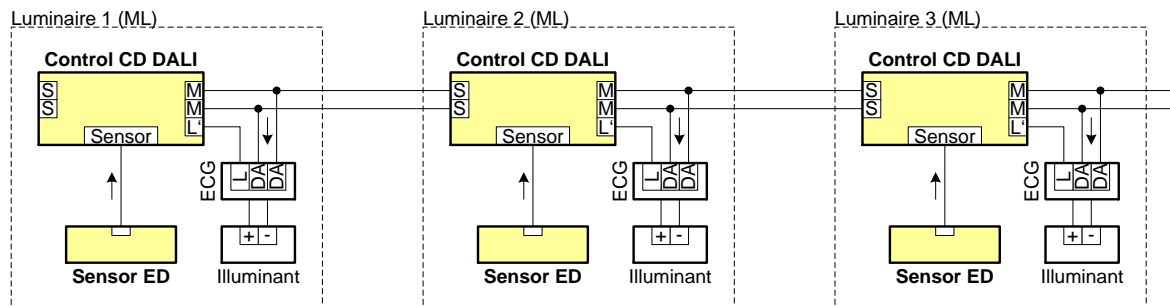 Luminaire 1 (ML) Luminaire 2 (ML) Luminaire 3 (ML)
Control CD DALI Control CD DALI Control CD DALI
S M S M S M
S M S M S M
L' L' L'
Sensor Sensor Sensor
ECG L DA DA ECG L DA DA ECG L DA DA
+ - + - + -
Sensor ED Illuminant Sensor ED Illuminant Sensor ED Illuminant